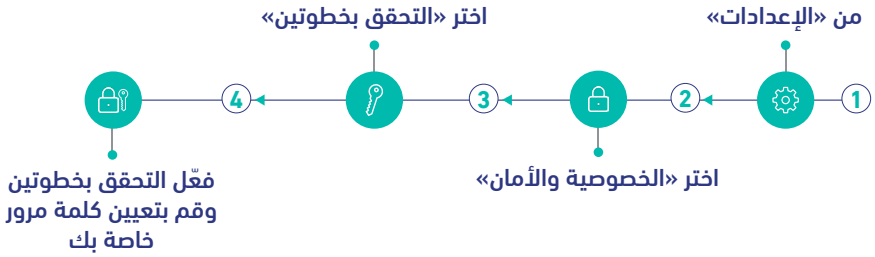 1
من «الإعدادات»
2
اختر «الخصوصية والأمان»
3
اختر «التحقق بخطوتين»
4
فعّل التحقق بخطوتين
وقم بتعيين كلمة مرور
خاصة بك